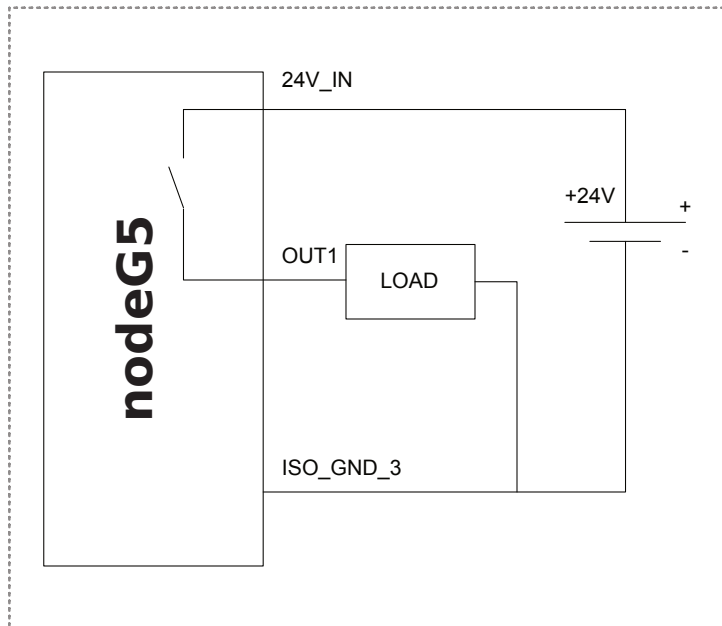 24V_IN
+24V
+
-
nodeG5
OUT1
LOAD
ISO_GND_3